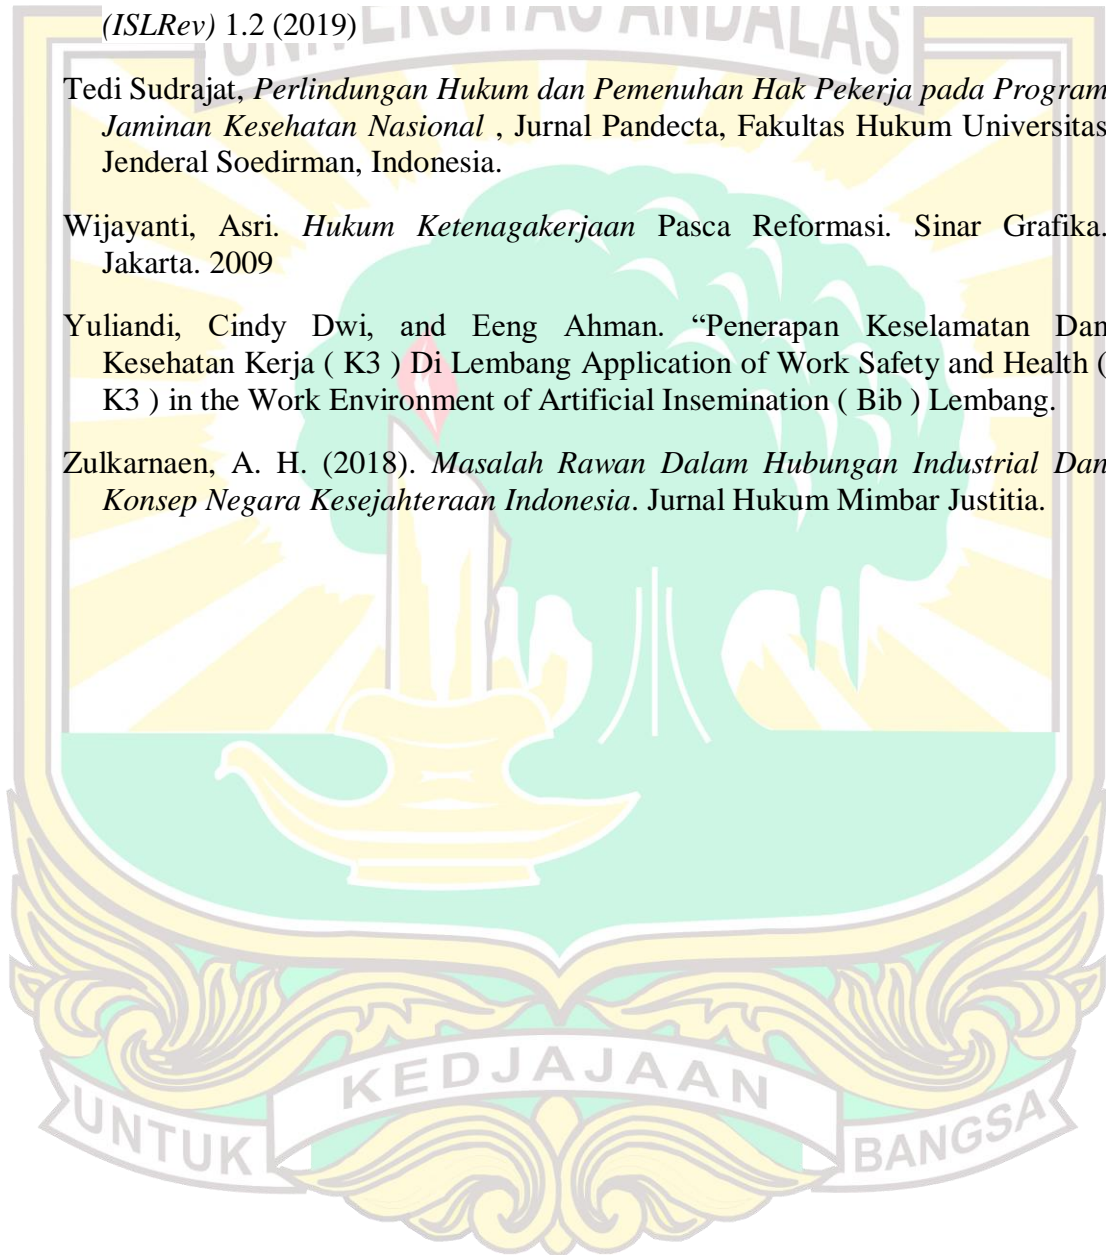 (ISLRev) 1.2 (2019)
UNIVERSITAS ANDALAS
Tedi Sudrajat, Perlindungan Hukum dan Pemenuhan Hak Pekerja pada Program
Jaminan Kesehatan Nasional , Jurnal Pandecta, Fakultas Hukum Universitas
Jenderal Soedirman, Indonesia.
Wijayanti, Asri. Hukum Ketenagakerjaan Pasca Reformasi. Sinar Grafika.
Jakarta. 2009
Yuliandi, Cindy Dwi, and Eeng Ahman. “Penerapan Keselamatan Dan
Kesehatan Kerja ( K3 ) Di Lembang Application of Work Safety and Health (
K3 ) in the Work Environment of Artificial Insemination ( Bib ) Lembang.
Zulkarnaen, A. H. (2018). Masalah Rawan Dalam Hubungan Industrial Dan
Konsep Negara Kesejahteraan Indonesia. Jurnal Hukum Mimbar Justitia.
UNTUK KEDJAJAAN BANGSA